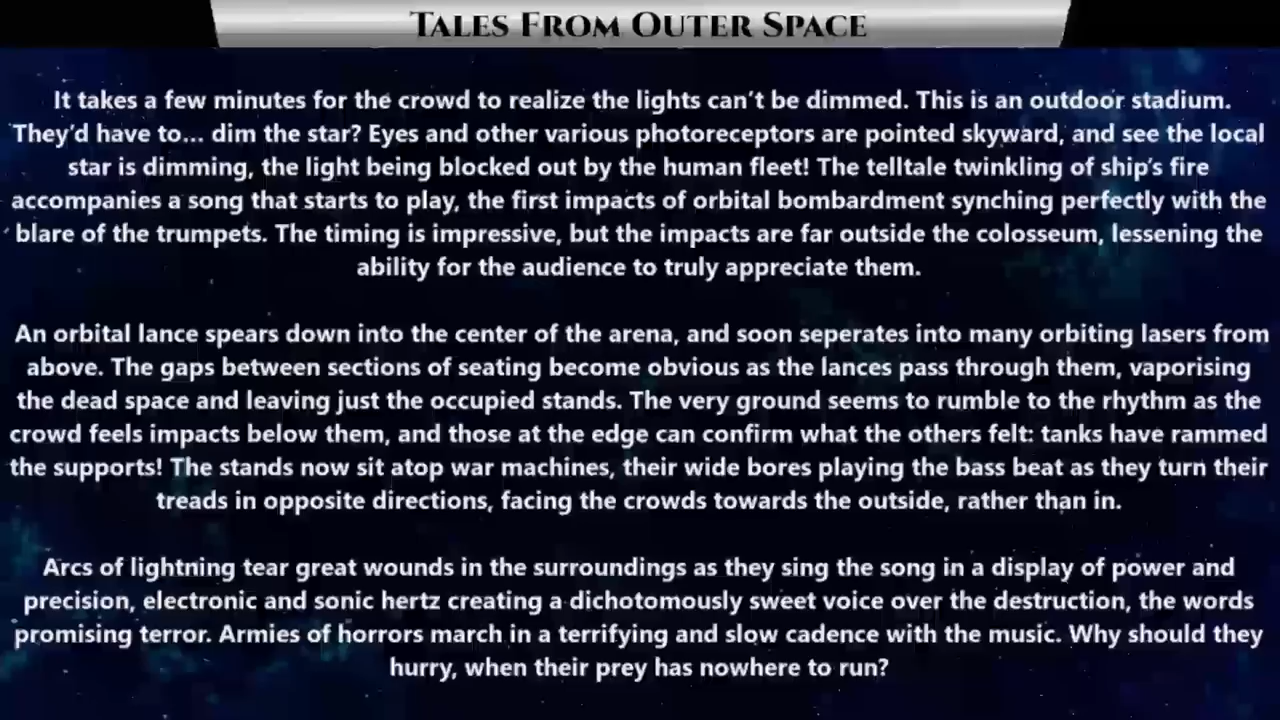 Tales From Outer Space
It takes a few minutes for the crowd to realize the lights can't be dimmed. This is an outdoor stadium.
They'd have to... dim the star? Eyes and other various photoreceptors are pointed skyward, and see the local
star is dimming, the light being blocked out by the human fleet! The telltale twinkling of ship's fire
accompanies a song that starts to play, the first impacts of orbital bombardment synching perfectly with the
blare of the trumpets. The timing is impressive, but the impacts are far outside the colosseum, lessening the
ability for the audience to truly appreciate them.
An orbital lance spears down into the center of the arena, and soon seperates into many orbiting lasers from
above. The gaps between sections of seating become obvious as the lances pass through them, vaporising
the dead space and leaving just the occupied stands. The very ground seems to rumble to the rhythm as the
crowd feels impacts below them, and those at the edge can confirm what the others felt: tanks have rammed
the supports! The stands now sit atop war machines, their wide bores playing the bass beat as they turn their
treads in opposite directions, facing the crowds towards the outside, rather than in.
Arcs of lightning tear great wounds in the surroundings as they sing the song in a display of power and
precision, electronic and sonic hertz creating a dichotomously sweet voice over the destruction, the words
promising terror. Armies of horrors march in a terrifying and slow cadence with the music. Why should they
hurry, when their prey has nowhere to run?